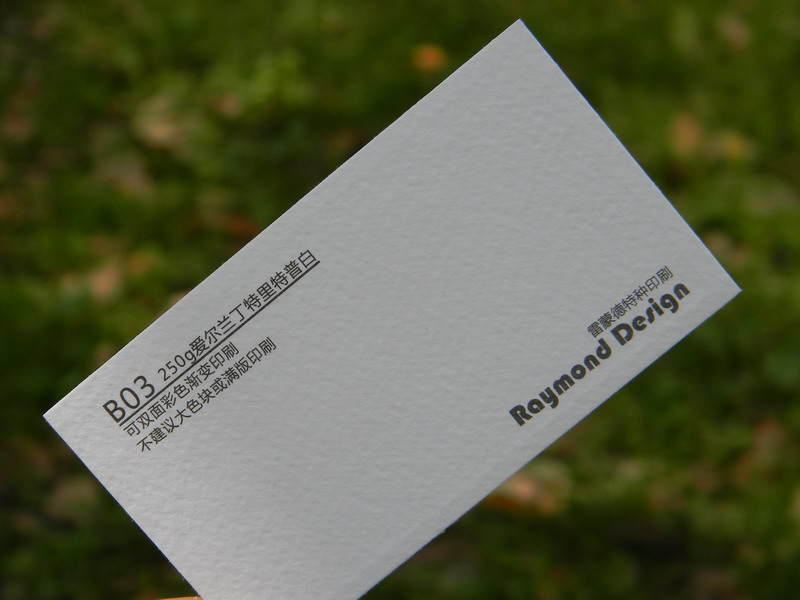 B03 250g爱尔兰丁特里特普白
可双面彩色渐变印刷
不建议大色块或满版印刷
雷蒙德特种印刷
Raymond Design